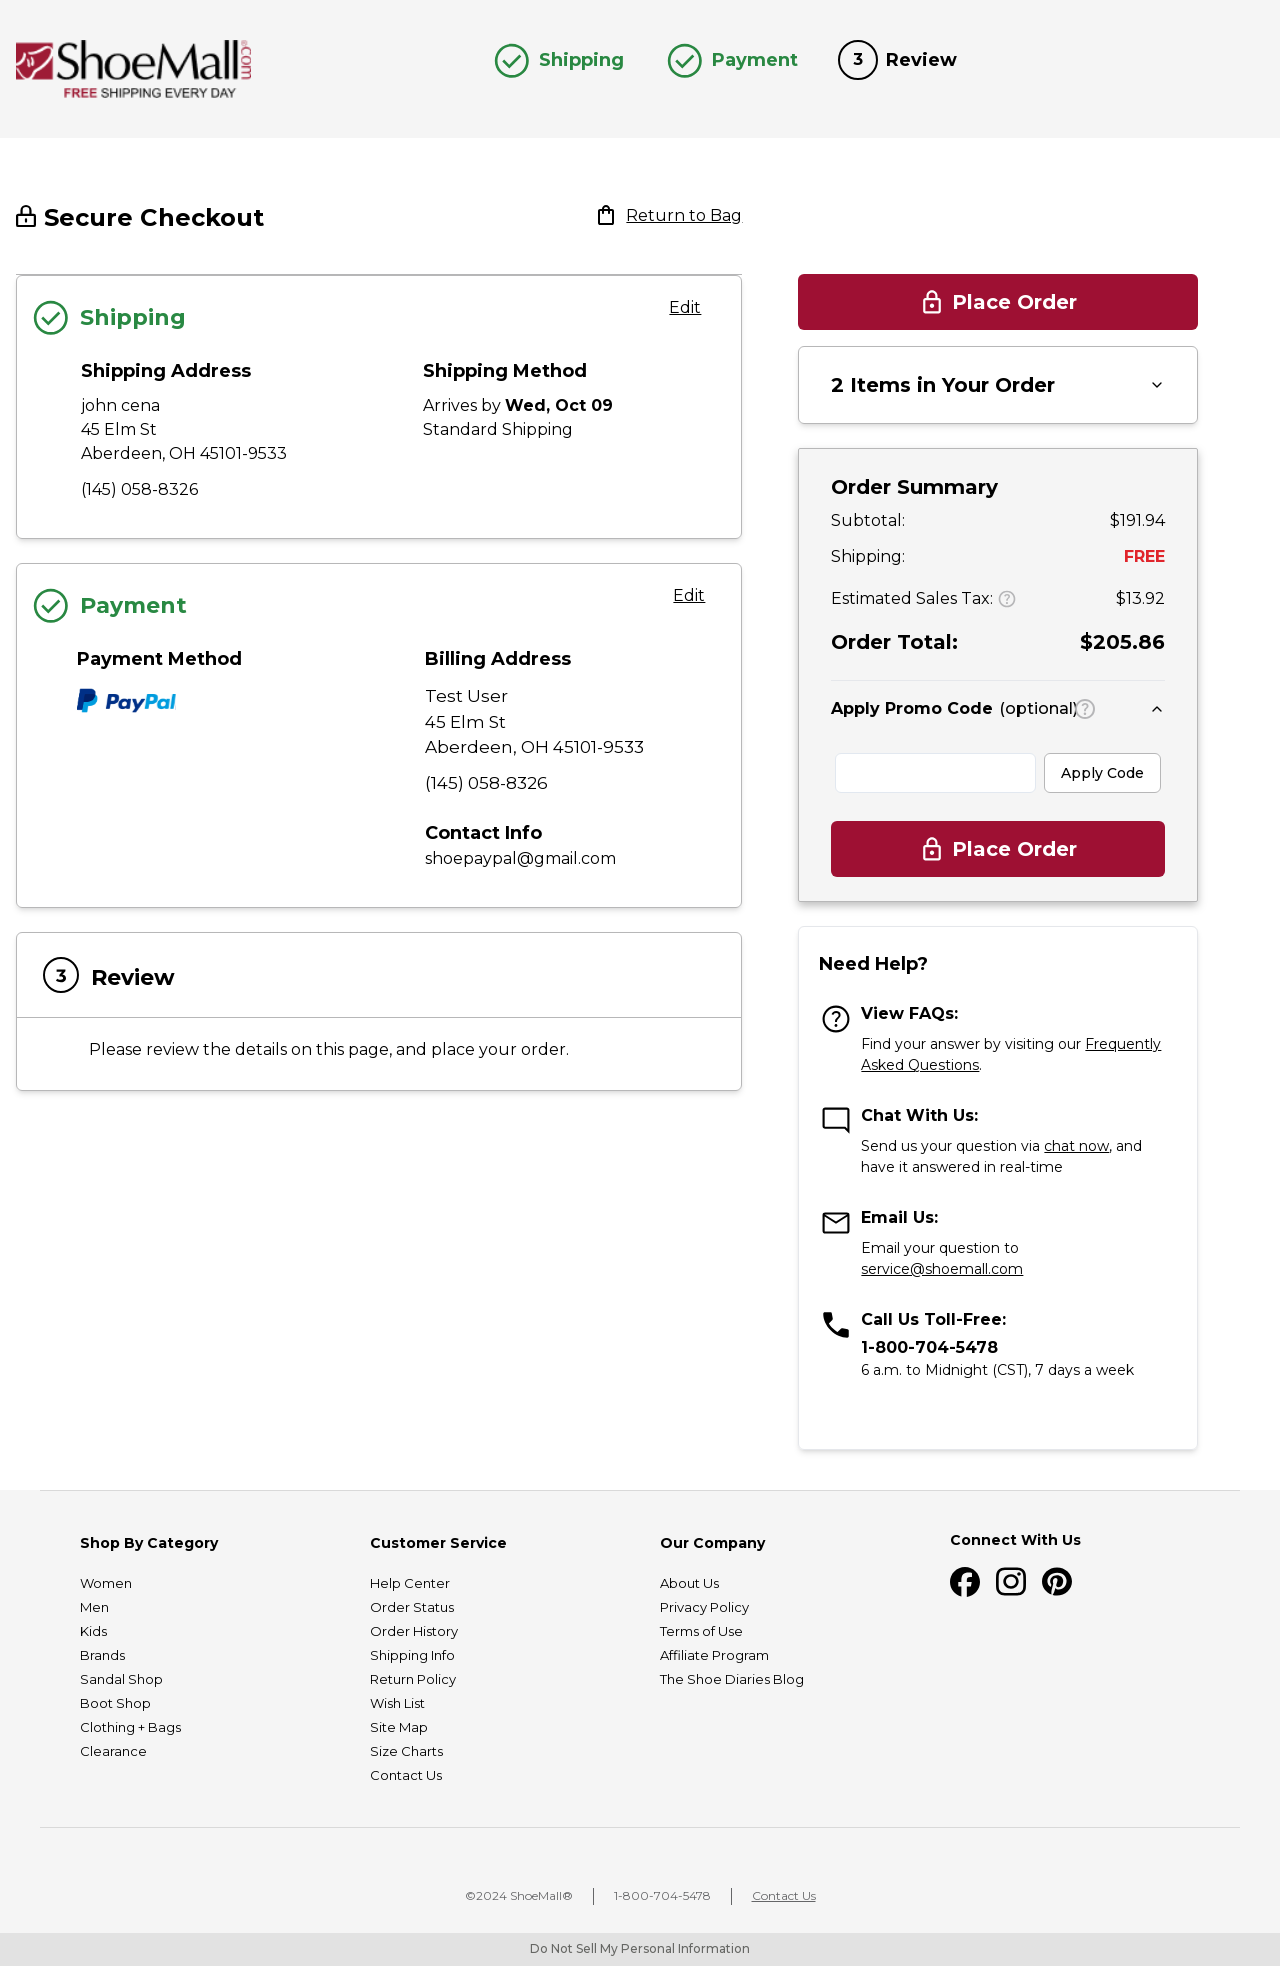 ShoeMall®.com
FREE SHIPPING EVERY DAY
Shipping
Payment
3 Review
Secure Checkout
Return to Bag
Shipping
Edit
Shipping Address
john cena
45 Elm St
Aberdeen, OH 45101-9533
(145) 058-8326
Shipping Method
Arrives by Wed, Oct 09
Standard Shipping
Payment
Edit
Payment Method
PayPal
Billing Address
Test User
45 Elm St
Aberdeen, OH 45101-9533
(145) 058-8326
Contact Info
shoepaypal@gmail.com
3 Review
Please review the details on this page, and place your order.
Place Order
2 Items in Your Order
Order Summary
Subtotal: $191.94
Shipping: FREE
Estimated Sales Tax: ? $13.92
Order Total: $205.86
Apply Promo Code (optional) ?
Apply Code
Place Order
Need Help?
View FAQs:
Find your answer by visiting our Frequently
Asked Questions.
Chat With Us:
Send us your question via chat now, and
have it answered in real-time
Email Us:
Email your question to
service@shoemall.com
Call Us Toll-Free:
1-800-704-5478
6 a.m. to Midnight (CST), 7 days a week
Shop By Category
Women
Men
Kids
Brands
Sandal Shop
Boot Shop
Clothing + Bags
Clearance
Customer Service
Help Center
Order Status
Order History
Shipping Info
Return Policy
Wish List
Site Map
Size Charts
Contact Us
Our Company
About Us
Privacy Policy
Terms of Use
Affiliate Program
The Shoe Diaries Blog
Connect With Us
©2024 ShoeMall® | 1-800-704-5478 | Contact Us
Do Not Sell My Personal Information